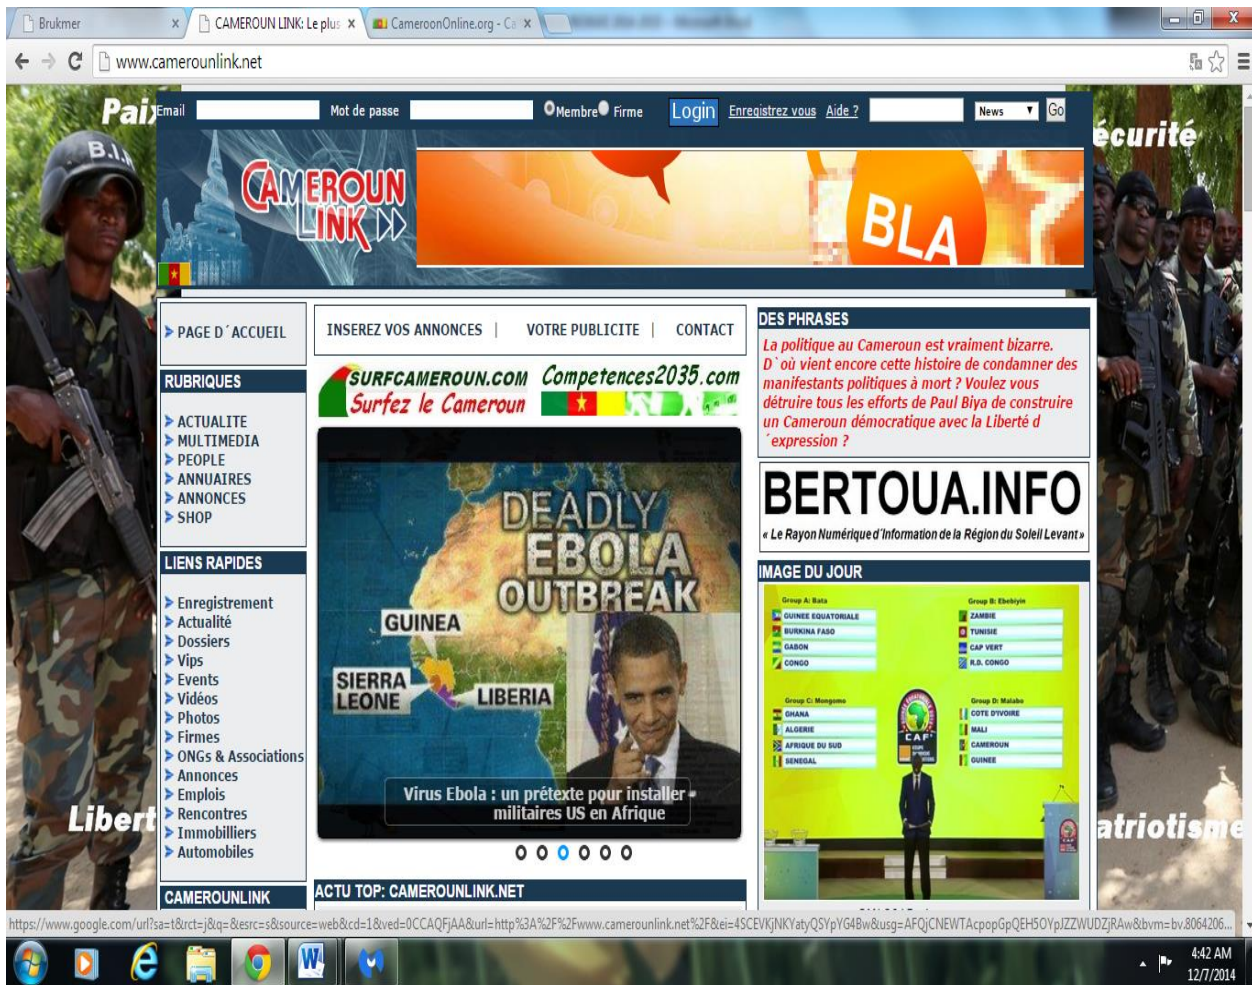 Brukmer
CAMEROUN LINK: Le plus
CameroonOnline.org - Ca
www.camerounlink.net
Paix
écurité
B.I.R
Email Mot de passe Membre Firme Login Enregistrez vous Aide ? News Go
CAMEROUN
LINK
BLA
PAGE D´ACCUEIL
RUBRIQUES
ACTUALITE
MULTIMEDIA
PEOPLE
ANNUAIRES
ANNONCES
SHOP
LIENS RAPIDES
Enregistrement
Actualité
Dossiers
Vips
Events
Vidéos
Photos
Firmes
ONGs & Associations
Annonces
Emplois
Rencontres
Immobilliers
Automobiles
CAMEROUNLINK
Libert
atriotisme
INSEREZ VOS ANNONCES | VOTRE PUBLICITE | CONTACT
SURFCAMEROUN.COM
Surfez le Cameroun
Competences2035.com
DEADLY
EBOLA
OUTBREAK
GUINEA
SIERRA
LEONE
LIBERIA
Virus Ebola : un prétexte pour installer
militaires US en Afrique
ACTU TOP: CAMEROUNLINK.NET
DES PHRASES
La politique au Cameroun est vraiment bizarre.
D`où vient encore cette histoire de condamner des
manifestants politiques à mort ? Voulez vous
détruire tous les efforts de Paul Biya de construire
un Cameroun démocratique avec la Liberté d
´expression ?
BERTOUA.INFO
« Le Rayon Numérique d´Information de la Région du Soleil Levant »
IMAGE DU JOUR
Group A: Bata
GUINEE EQUATORIALE
BURKINA FASO
GABON
CONGO
Group B: Ebebiyin
ZAMBIE
TUNISIE
CAP VERT
R.D. CONGO
Group C: Mongomo
GHANA
ALGERIE
AFRIQUE DU SUD
SENEGAL
Group D: Malabo
COTE D'IVOIRE
MALI
CAMEROUN
GUINEE
CAF
4:42 AM
12/7/2014